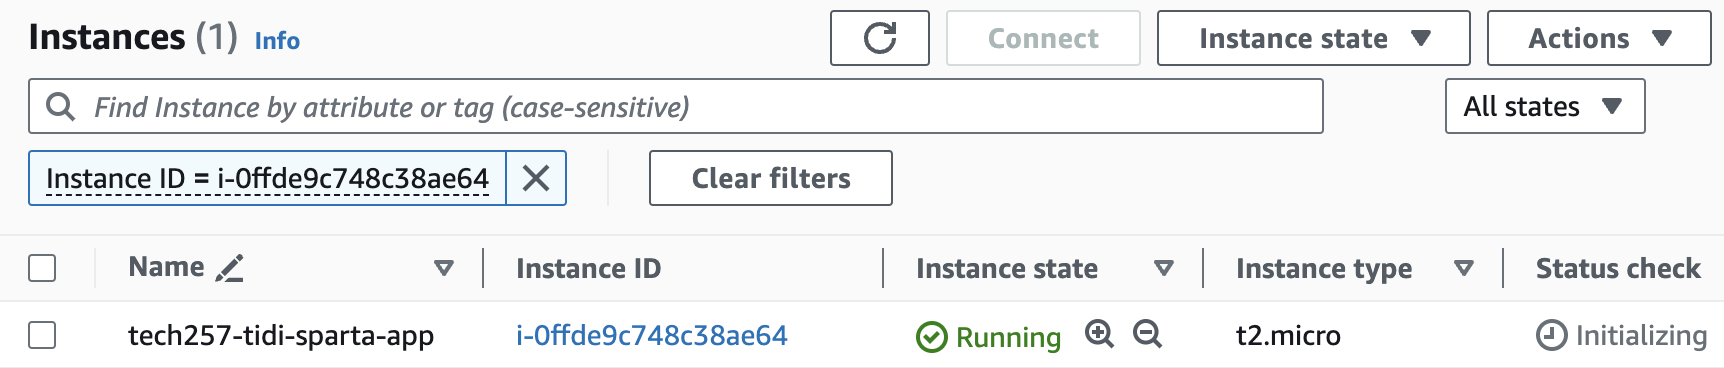 Instances (1) Info
Connect
Instance state
Actions
Find Instance by attribute or tag (case-sensitive)
All states
Instance ID = i-0ffde9c748c38ae64
Clear filters
Name Instance ID Instance state Instance type Status check
tech257-tidi-sparta-app i-0ffde9c748c38ae64 Running t2.micro Initializing